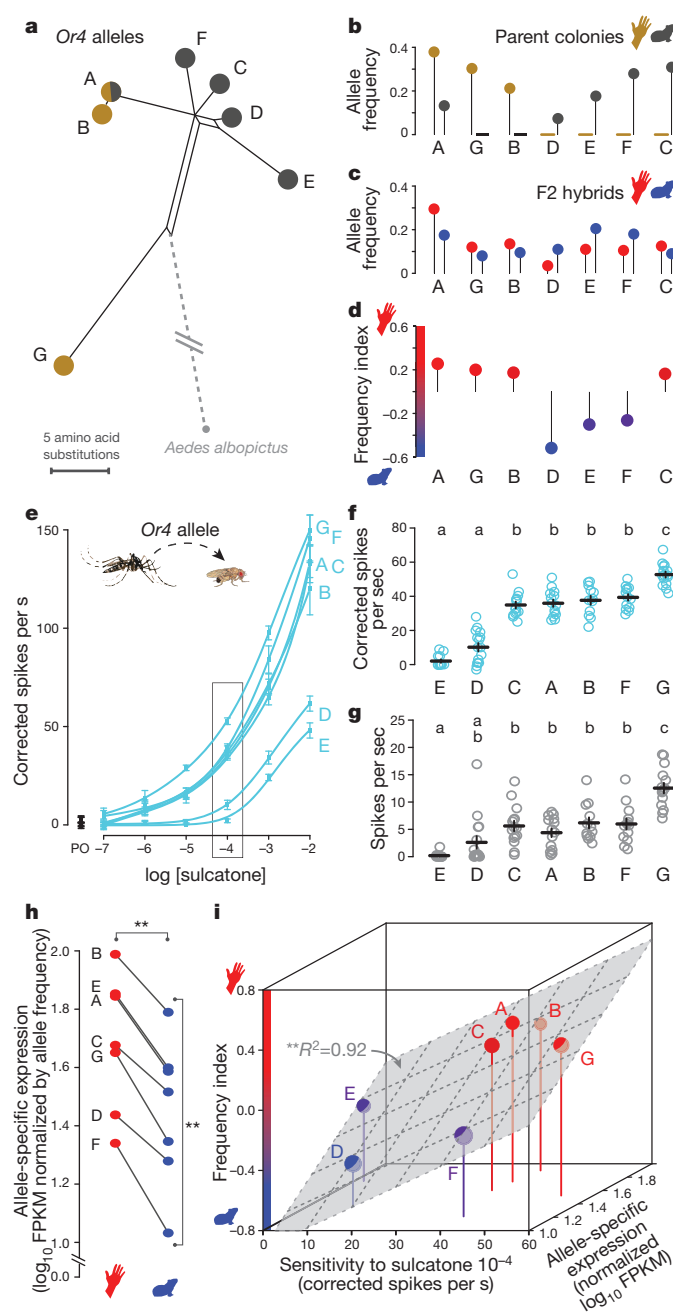 a
Or4 alleles
F
C
A
D
B
E
G
5 amino acid
substitutions
Aedes albopictus
b
Parent colonies
Allele
frequency
0.4
0.2
0
A G B D E F C
c
F2 hybrids
Allele
frequency
0.4
0.2
0
A G B D E F C
d
Frequency index
0.6
0.4
0.2
−0.2
−0.6
A G B D E F C
e
Or4 allele
Corrected spikes per s
150
100
50
0
G
F
A C
B
D
E
PO −7 −6 −5 −4 −3 −2
log [sulcatone]
f
Corrected spikes
per sec
80
60
40
20
0
a a b b b b c
E D C A B F G
g
Spikes per sec
25
20
15
10
5
0
a a b b b b c
b
E D C A B F G
h
Allele-specific expression
(log10 FPKM normalized by allele frequency)
2.0
1.8
1.6
1.4
1.2
1.0
0.0
**
**
B
E
A
C
G
D
F
i
Frequency index
0.8
0.4
0.0
−0.4
−0.8
**R²=0.92
A
B
C
G
E
D
F
0 10 20 30 40 50 60
Sensitivity to sulcatone 10⁻⁴
(corrected spikes per s)
1.0 1.2 1.4 1.6 1.8
Allele-specific
expression
(normalized
log10 FPKM)